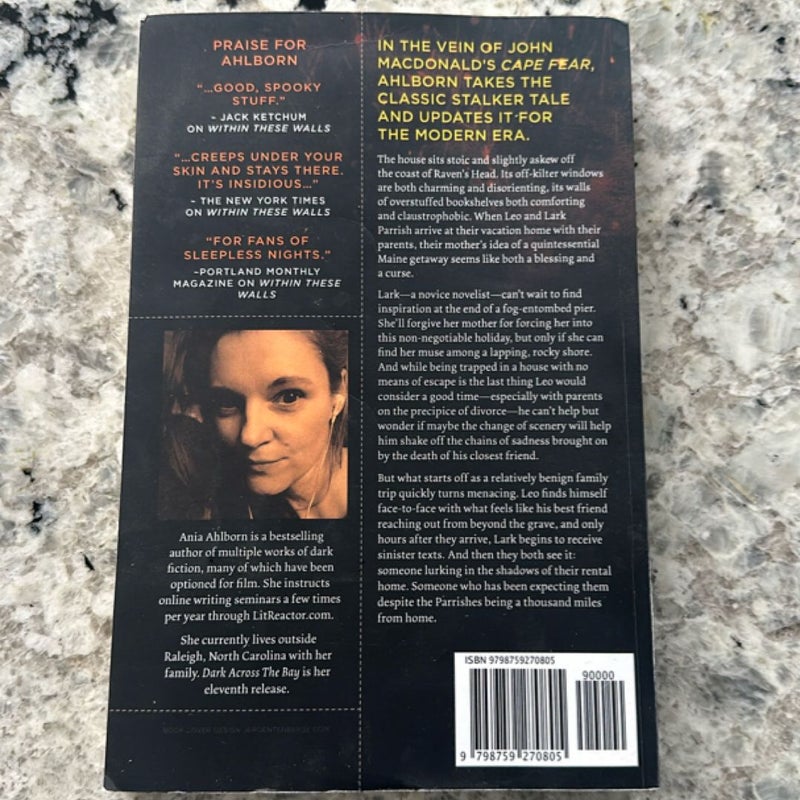 PRAISE FOR
AHLBORN
"...GOOD, SPOOKY
STUFF."
~ JACK KETCHUM
ON WITHIN THESE WALLS
"...CREEPS UNDER YOUR
SKIN AND STAYS THERE.
IT'S INSIDIOUS..."
~ THE NEW YORK TIMES
ON WITHIN THESE WALLS
"FOR FANS OF
SLEEPLESS NIGHTS."
~PORTLAND MONTHLY
MAGAZINE ON WITHIN THESE
WALLS
Ania Ahlborn is a bestselling
author of multiple works of dark
fiction, many of which have been
optioned for film. She instructs
online writing seminars a few times
per year through LitReactor.com.
She currently lives outside
Raleigh, North Carolina with her
family. Dark Across The Bay is her
eleventh release.
BOOK COVER DESIGN
IN THE VEIN OF JOHN
MACDONALD'S CAPE FEAR,
AHLBORN TAKES THE
CLASSIC STALKER TALE
AND UPDATES IT FOR
THE MODERN ERA.
The house sits stoic and slightly askew off
the coast of Raven's Head. Its off-kilter windows
are both charming and disorienting, its walls
of overstuffed bookshelves both comforting
and claustrophobic. When Leo and Lark
Parrish arrive at their vacation home with their
parents, their mother's idea of a quintessential
Maine getaway seems like both a blessing and
a curse.
Lark—a novice novelist—can't wait to find
inspiration at the end of a fog-entombed pier.
She'll forgive her mother for forcing her into
this non-negotiable holiday, but only if she can
find her muse among a lapping, rocky shore.
And while being trapped in a house with no
means of escape is the last thing Leo would
consider a good time—especially with parents
on the precipice of divorce—he can't help but
wonder if maybe the change of scenery will help
him shake off the chains of sadness brought on
by the death of his closest friend.
But what starts off as a relatively benign family
trip quickly turns menacing. Leo finds himself
face-to-face with what feels like his best friend
reaching out from beyond the grave, and only
hours after they arrive, Lark begins to receive
sinister texts. And then they both see it:
someone lurking in the shadows of their rental
home. Someone who has been expecting them
despite the Parrishes being a thousand miles
from home.
ISBN 9798759270805
90000
9 798759 270805